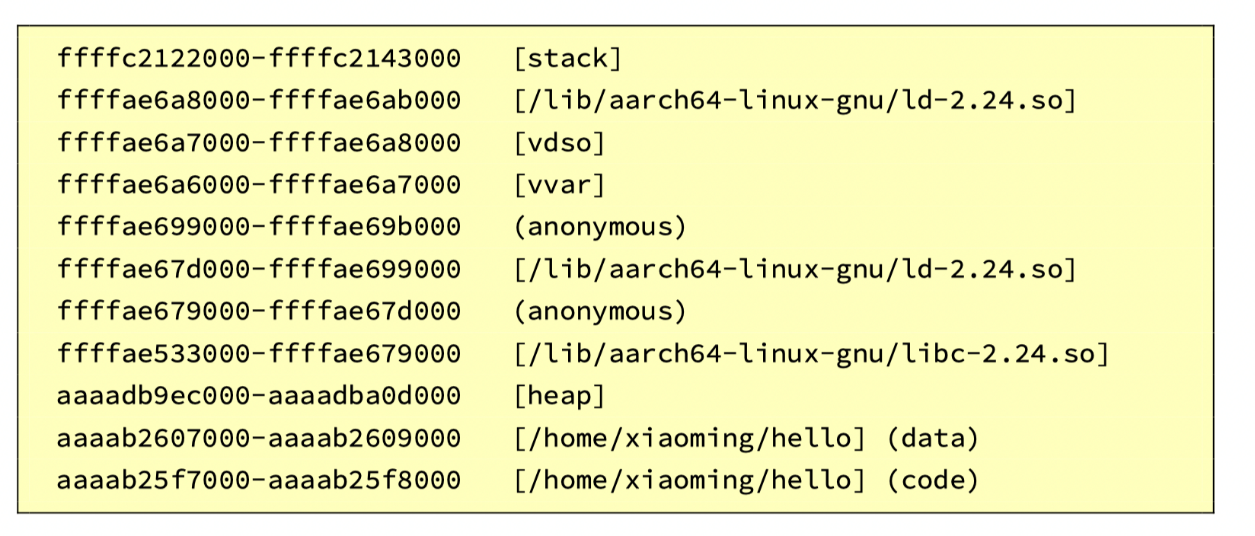 ffffc2122000-ffffc2143000 [stack]
ffffae6a8000-ffffae6ab000 [/lib/aarch64-linux-gnu/ld-2.24.so]
ffffae6a7000-ffffae6a8000 [vdso]
ffffae6a6000-ffffae6a7000 [vvar]
ffffae699000-ffffae69b000 (anonymous)
ffffae67d000-ffffae699000 [/lib/aarch64-linux-gnu/ld-2.24.so]
ffffae679000-ffffae67d000 (anonymous)
ffffae533000-ffffae679000 [/lib/aarch64-linux-gnu/libc-2.24.so]
aaaadb9ec000-aaaadba0d000 [heap]
aaaab2607000-aaaab2609000 [/home/xiaoming/hello] (data)
aaaab25f7000-aaaab25f8000 [/home/xiaoming/hello] (code)